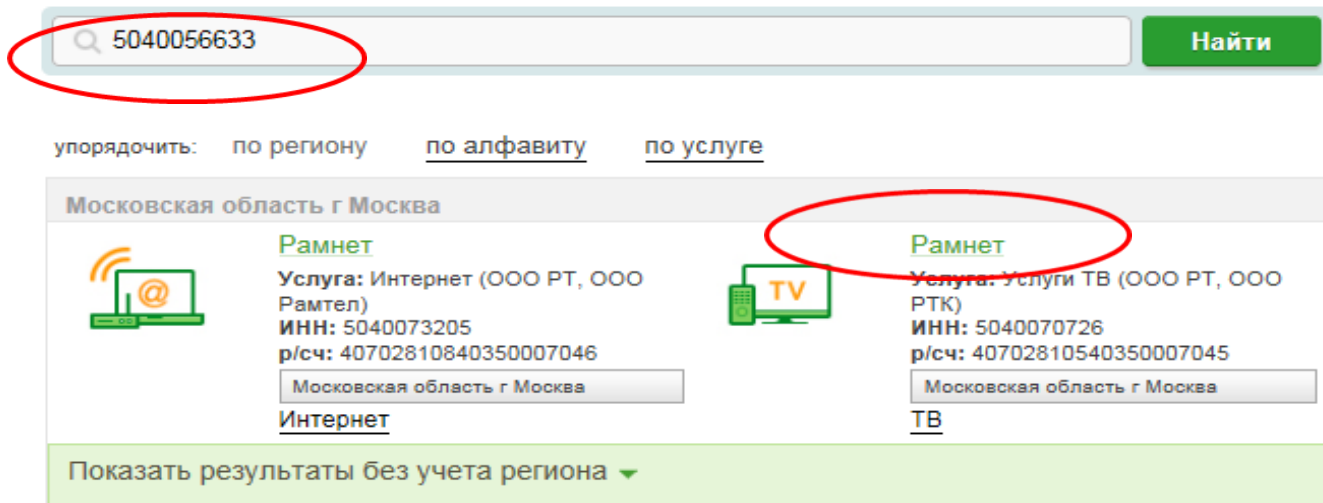 5040056633
Найти
упорядочить: по региону по алфавиту по услуге
Московская область г Москва
Рамнет
Услуга: Интернет (ООО РТ, ООО
Рамтел)
ИНН: 5040073205
р/сч: 40702810840350007046
Московская область г Москва
Интернет
TV
Рамнет
Услуга: Услуги ТВ (ООО РТ, ООО
РТК)
ИНН: 5040070726
р/сч: 40702810540350007045
Московская область г Москва
ТВ
Показать результаты без учета региона